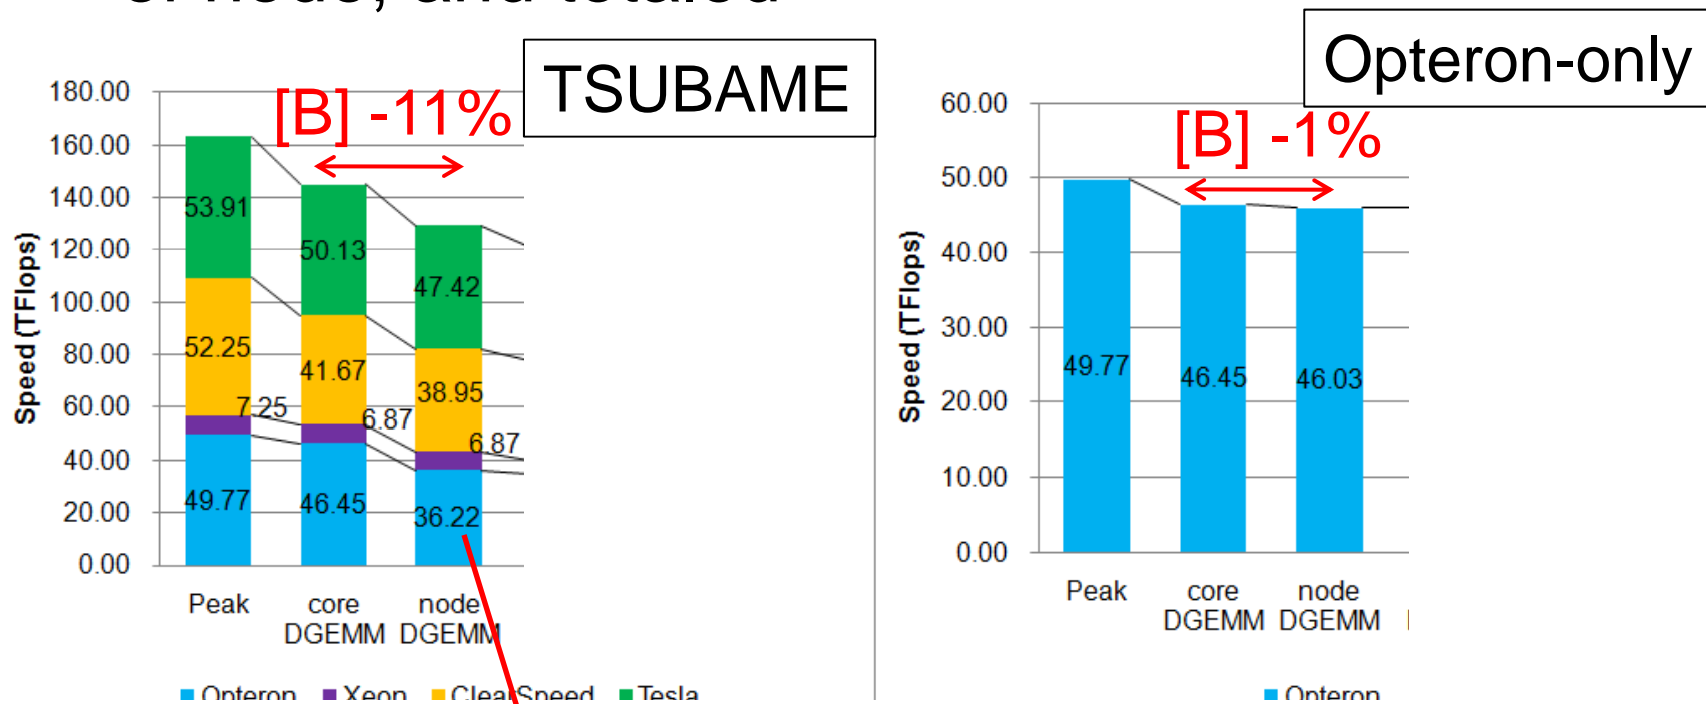 of node, and totaled
TSUBAME
[B] -11%
180.00
160.00
140.00
120.00
100.00
80.00
60.00
40.00
20.00
0.00
Speed (TFlops)
53.91
52.25
7.25
49.77
50.13
41.67
6.87
46.45
47.42
38.95
6.87
36.22
Peak
core
DGEMM
node
DGEMM
Opteron Xeon ClearSpeed Tesla
Opteron-only
[B] -1%
60.00
50.00
40.00
30.00
20.00
10.00
0.00
Speed (TFlops)
49.77
46.45
46.03
Peak
core
DGEMM
node
DGEMM
Opteron